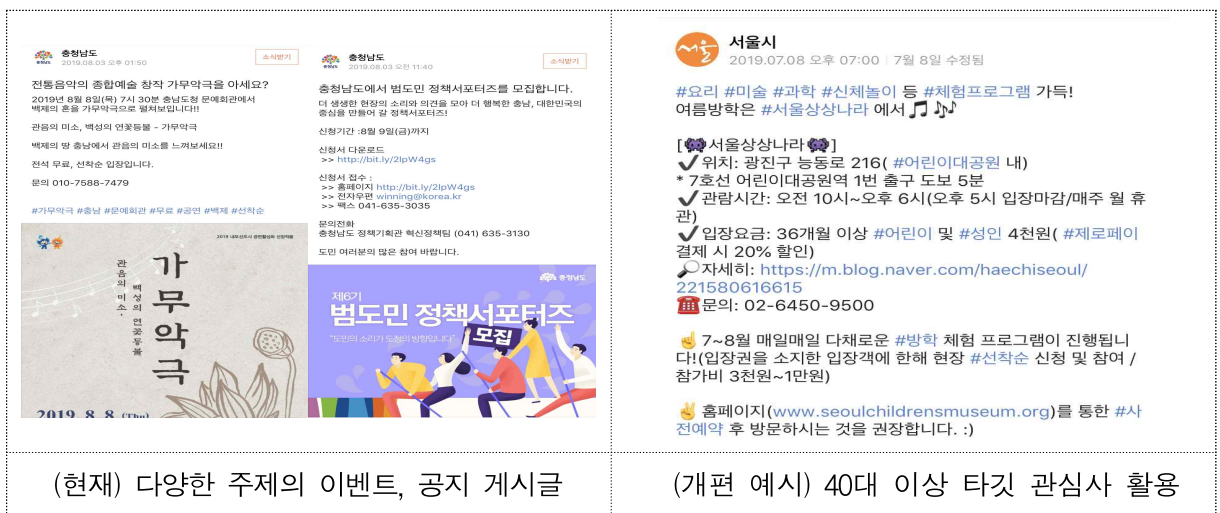 충청남도
2019.08.03 오후 01:50
소식받기
전통음악의 종합예술 창작 가무악극을 아세요?
2019년 8월 8일(목) 7시 30분 충남도청 문예회관에서
백제의 혼을 가무악극으로 펼쳐보입니다!!
관음의 미소, 백성의 연꽃등불 - 가무악극
백제의 땅 충남에서 관음의 미소를 느껴보세요!!
전석 무료, 선착순 입장입니다.
문의 010-7588-7479
#가무악극 #충남 #문예회관 #무료 #공연 #백제 #선착순
2019 내포신도시 공연활성화 선정작품
관음의 미소,
백성의 연꽃등불
가무악극
2019. 8. 8 (Thu)
충청남도
2019.08.03 오전 11:40
소식받기
충청남도에서 범도민 정책서포터즈를 모집합니다.
더 생생한 현장의 소리와 의견을 모아 더 행복한 충남, 대한민국의
중심을 만들어 갈 정책서포터즈!
신청기간 :8월 9일(금)까지
신청서 다운로드
>> http://bit.ly/2lpW4gs
신청서 접수 :
>> 홈페이지 http://bit.ly/2lpW4gs
>> 전자우편 winning@korea.kr
>> 팩스 041-635-3035
문의전화
충청남도 정책기획관 혁신정책팀 (041) 635-3130
도민 여러분의 많은 참여 바랍니다.
충청남도
제6기
범도민 정책서포터즈
"도민의 소리가 도정의 방향입니다"
모집
서울
서울시
2019.07.08 오후 07:00 | 7월 8일 수정됨
#요리 #미술 #과학 #신체놀이 등 #체험프로그램 가득!
여름방학은 #서울상상나라 에서🎵 🎶
[👾서울상상나라👾]
✔위치: 광진구 능동로 216( #어린이대공원 내)
* 7호선 어린이대공원역 1번 출구 도보 5분
✔관람시간: 오전 10시~오후 6시(오후 5시 입장마감/매주 월 휴
관)
✔입장요금: 36개월 이상 #어린이 및 #성인 4천원( #제로페이
결제 시 20% 할인)
🔎자세히: https://m.blog.naver.com/haechiseoul/
221580616615
☎문의: 02-6450-9500
☝ 7~8월 매일매일 다채로운 #방학 체험 프로그램이 진행됩니
다!(입장권을 소지한 입장객에 한해 현장 #선착순 신청 및 참여 /
참가비 3천원~1만원)
✌ 홈페이지(www.seoulchildrensmuseum.org)를 통한 #사
전예약 후 방문하시는 것을 권장합니다. :)
(현재) 다양한 주제의 이벤트, 공지 게시글
(개편 예시) 40대 이상 타깃 관심사 활용